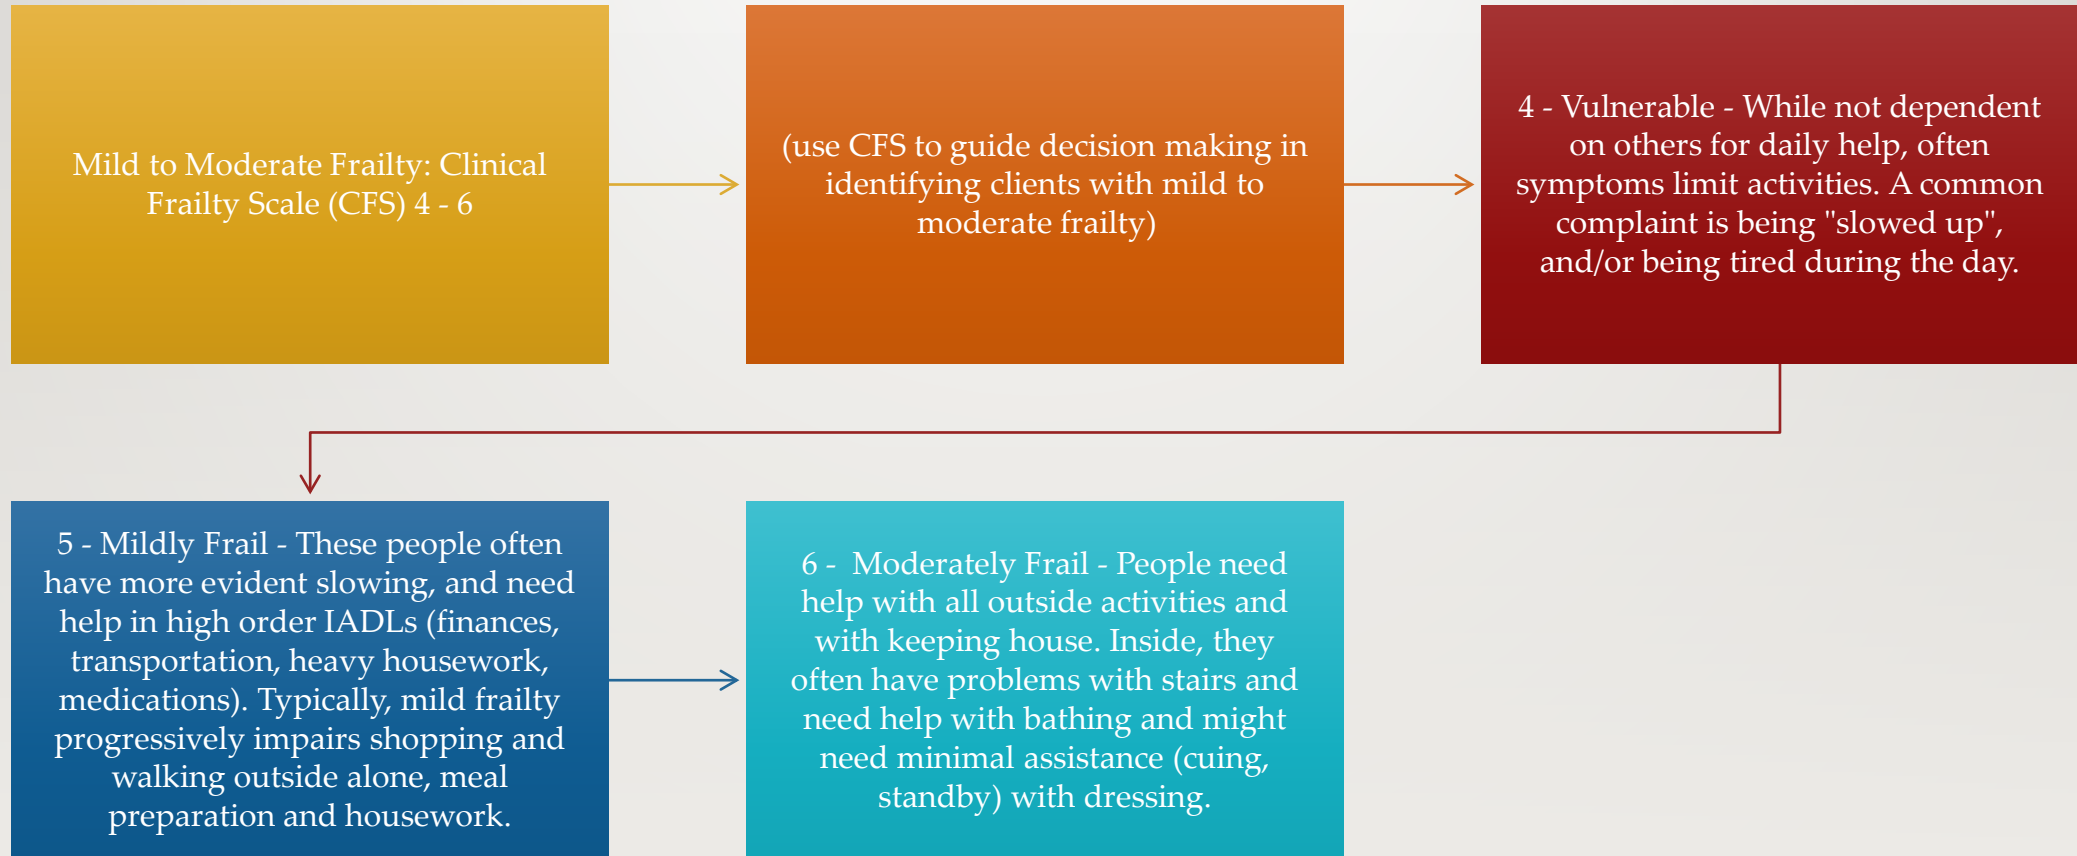 Mild to Moderate Frailty: Clinical
Frailty Scale (CFS) 4 - 6
(use CFS to guide decision making in
identifying clients with mild to
moderate frailty)
4 - Vulnerable - While not dependent
on others for daily help, often
symptoms limit activities. A common
complaint is being "slowed up",
and/or being tired during the day.
5 - Mildly Frail - These people often
have more evident slowing, and need
help in high order IADLs (finances,
transportation, heavy housework,
medications). Typically, mild frailty
progressively impairs shopping and
walking outside alone, meal
preparation and housework.
6 -  Moderately Frail - People need
help with all outside activities and
with keeping house. Inside, they
often have problems with stairs and
need help with bathing and might
need minimal assistance (cuing,
standby) with dressing.